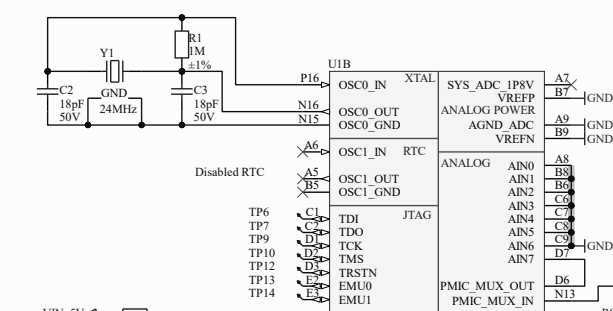 R1
1M
±1%
Y1
GND
24MHz
C2
18pF
50V
C3
18pF
50V
U1B
P16 OSC0_IN XTAL
N16 OSC0_OUT
N15 OSC0_GND
A6 OSC1_IN RTC
Disabled RTC
A5 OSC1_OUT
B5 OSC1_GND
SYS_ADC_1P8V A7
VREFP B7 GND
ANALOG POWER
AGND_ADC A9 GND
VREFN B9 GND
ANALOG
AIN0 A8
AIN1 B8
AIN2 B6
AIN3 C6
AIN4 C7
AIN5 C8
AIN6 C9 GND
AIN7 D7
PMIC_MUX_OUT D6
PMIC_MUX_IN N13
JTAG
TP6 C1 TDI
TP7 C2 TDO
TP9 D1 TCK
TP10 D2 TMS
TP12 D3 TRSTN
TP13 E2 EMU0
TP14 E3 EMU1